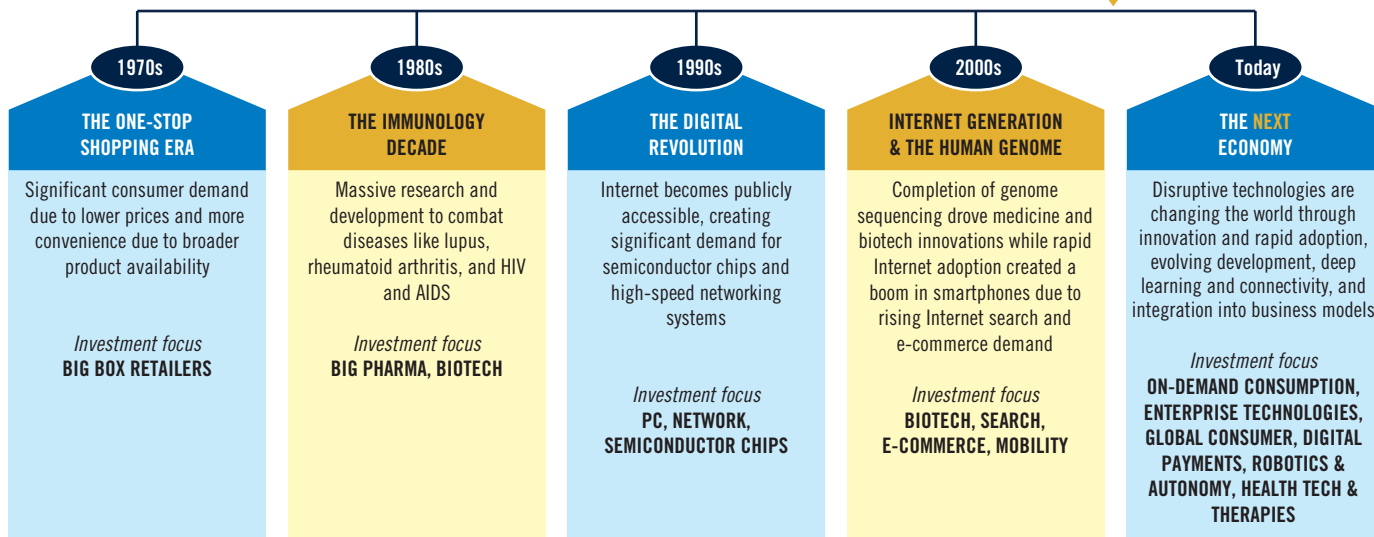 1970s
THE ONE-STOP
SHOPPING ERA
Significant consumer demand
due to lower prices and more
convenience due to broader
product availability
Investment focus
BIG BOX RETAILERS
1980s
THE IMMUNOLOGY
DECADE
Massive research and
development to combat
diseases like lupus,
rheumatoid arthritis, and HIV
and AIDS
Investment focus
BIG PHARMA, BIOTECH
1990s
THE DIGITAL
REVOLUTION
Internet becomes publicly
accessible, creating
significant demand for
semiconductor chips and
high-speed networking
systems
Investment focus
PC, NETWORK,
SEMICONDUCTOR CHIPS
2000s
INTERNET GENERATION
& THE HUMAN GENOME
Completion of genome
sequencing drove medicine and
biotech innovations while rapid
Internet adoption created a
boom in smartphones due to
rising Internet search and
e-commerce demand
Investment focus
BIOTECH, SEARCH,
E-COMMERCE, MOBILITY
Today
THE NEXT
ECONOMY
Disruptive technologies are
changing the world through
innovation and rapid adoption,
evolving development, deep
learning and connectivity, and
integration into business models
Investment focus
ON-DEMAND CONSUMPTION,
ENTERPRISE TECHNOLOGIES,
GLOBAL CONSUMER, DIGITAL
PAYMENTS, ROBOTICS &
AUTONOMY, HEALTH TECH &
THERAPIES